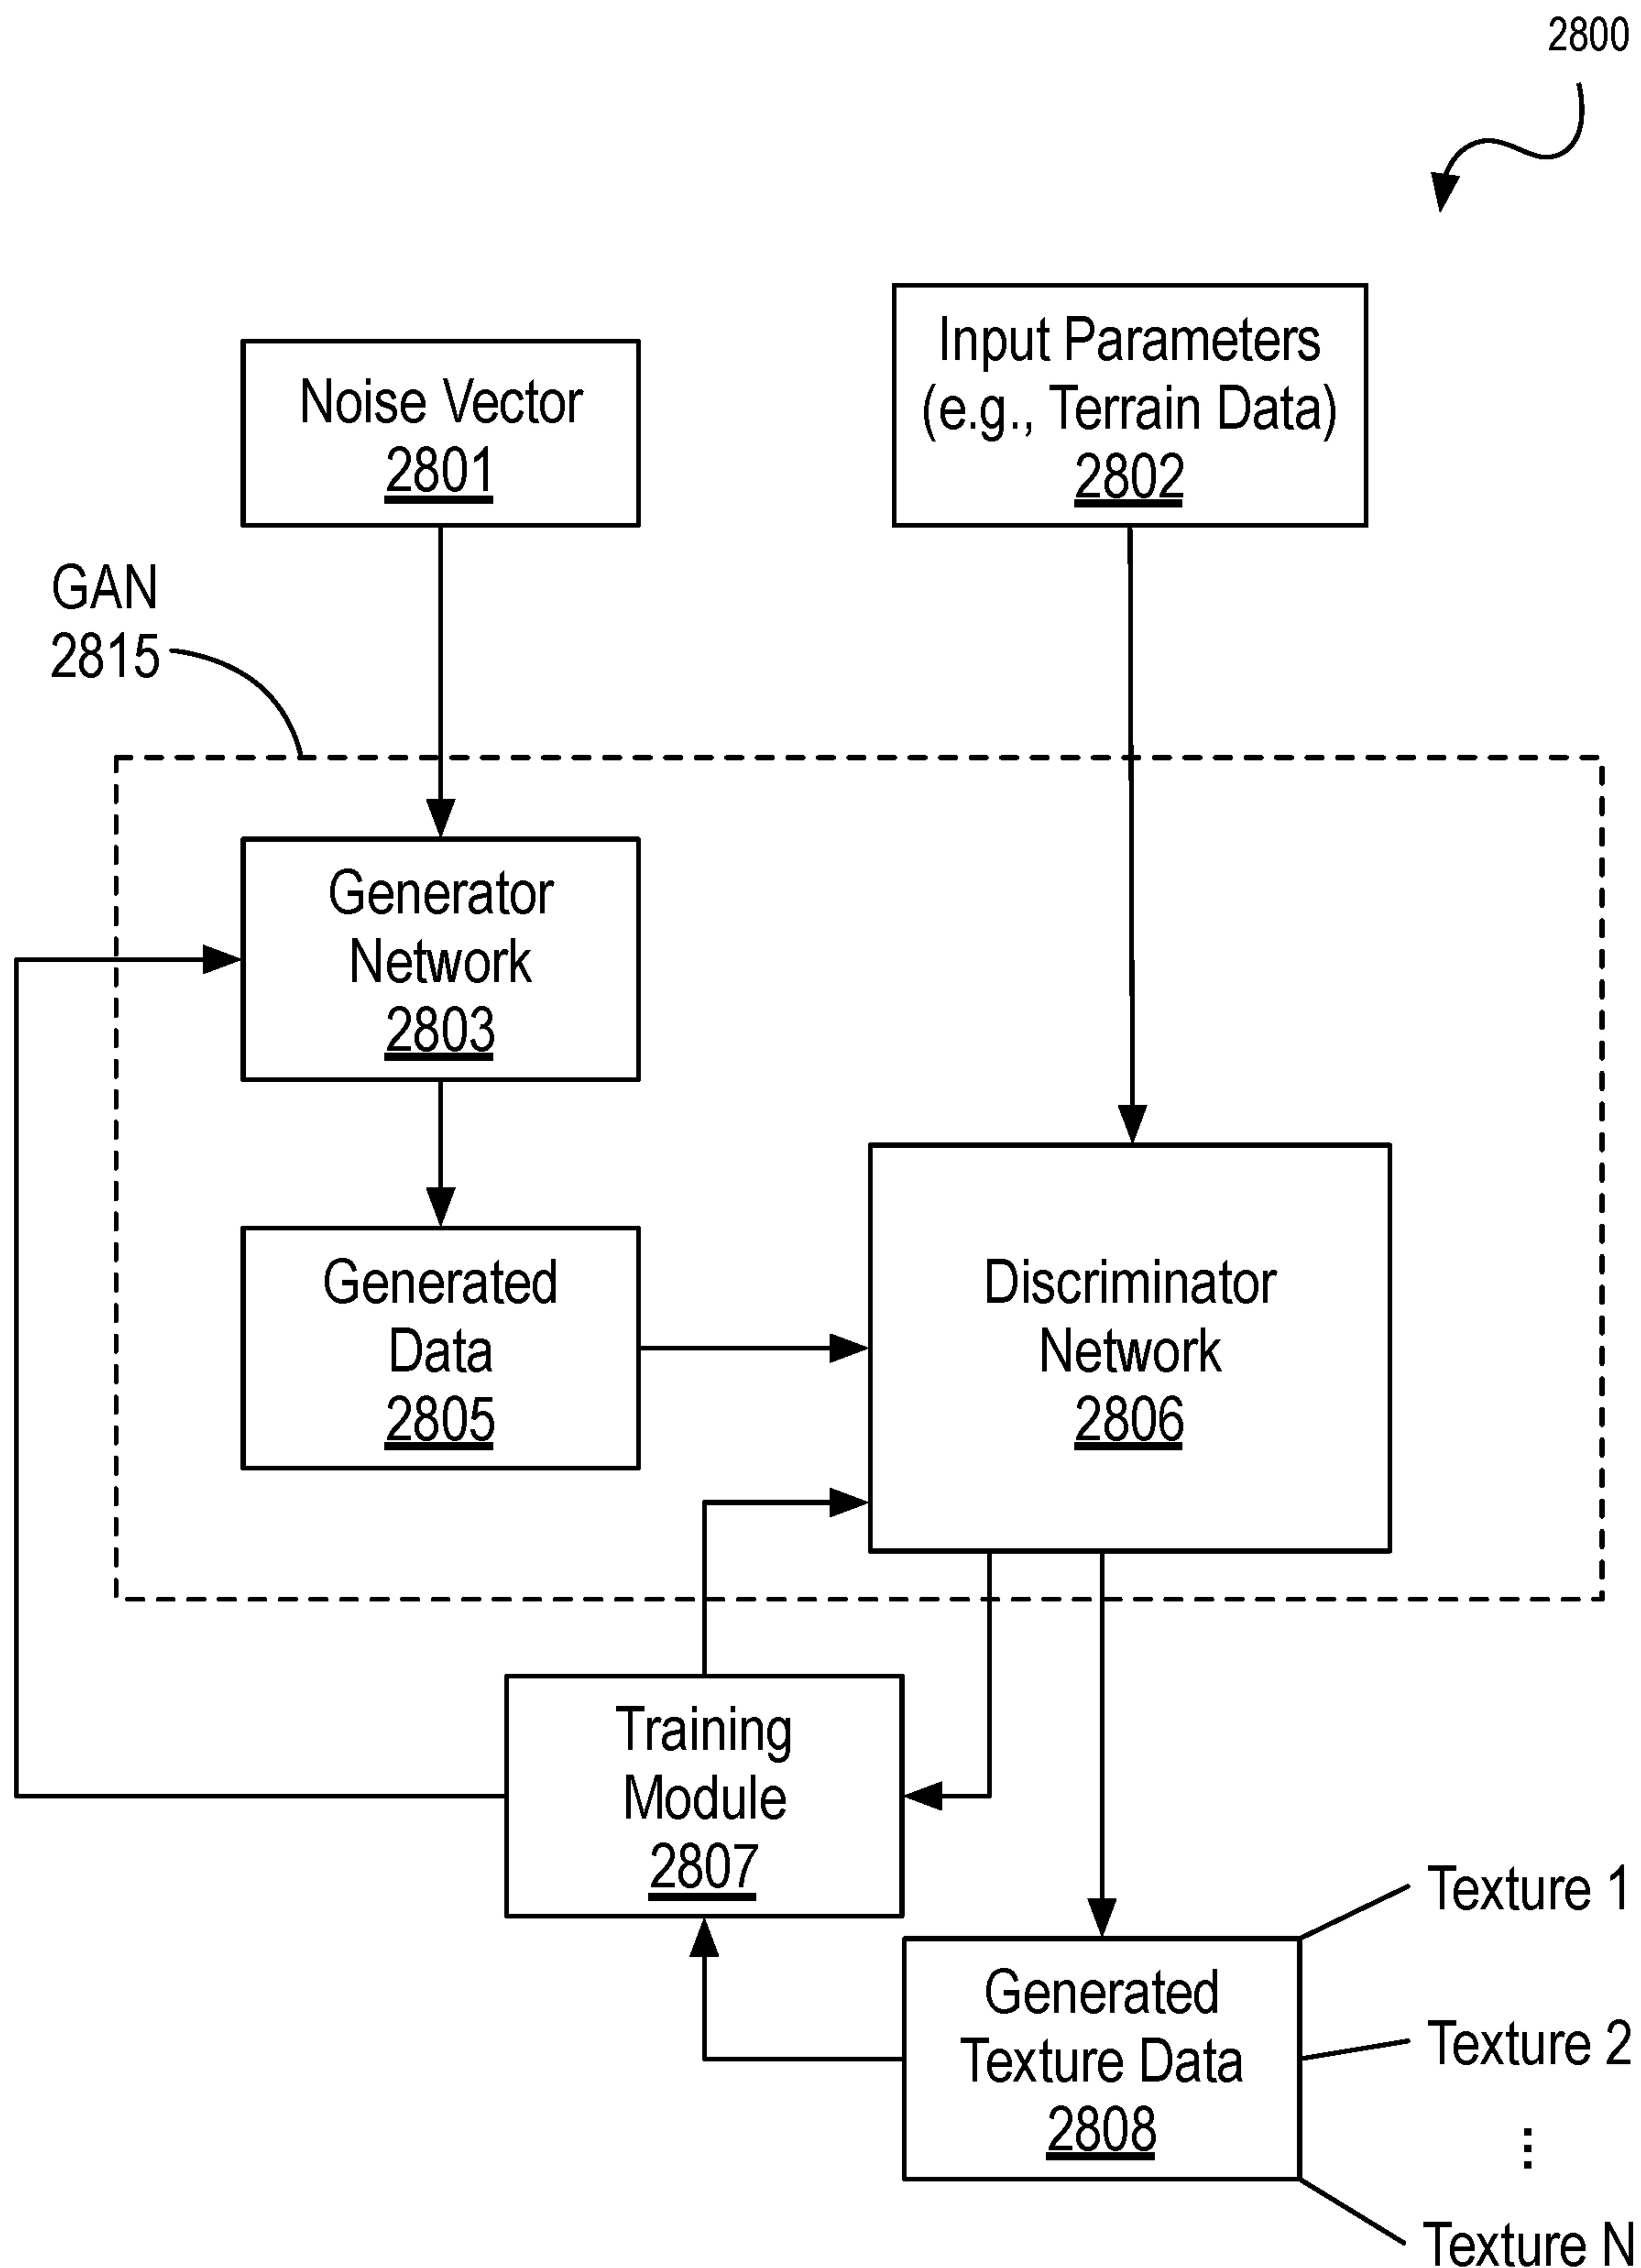 2800
Noise Vector
2801
Input Parameters
(e.g., Terrain Data)
2802
GAN
2815
Generator
Network
2803
Generated
Data
2805
Discriminator
Network
2806
Training
Module
2807
Generated
Texture Data
2808
Texture 1
Texture 2
⋮
Texture N